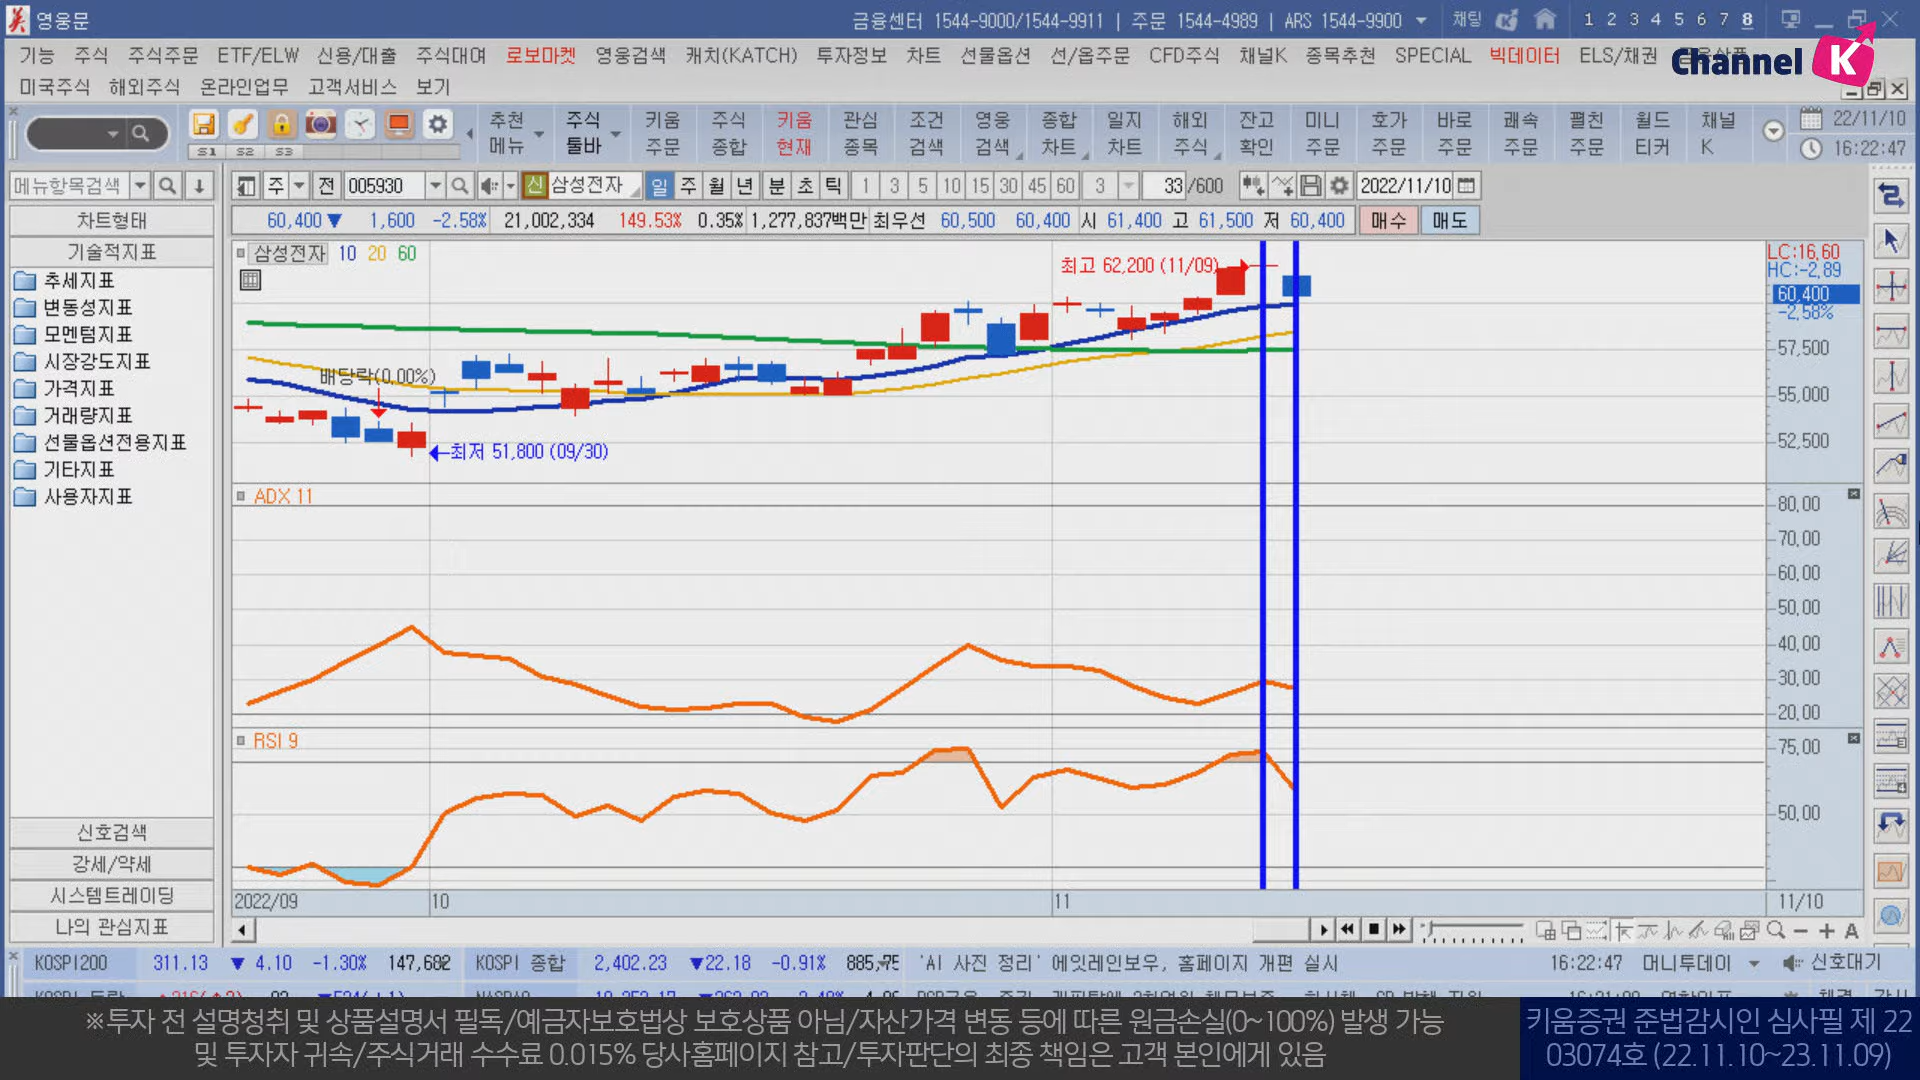 영웅문
금융센터 1544-9000/1544-9911 | 주문 1544-4989 | ARS 1544-9900
채팅
1 2 3 4 5 6 7 8
기능 주식 주식주문 ETF/ELW 신용/대출 주식대여 로보마켓 영웅검색 캐치(KATCH) 투자정보 차트 선물옵션 선/옵주문 CFD주식 채널K 종목추천 SPECIAL 빅데이터 ELS/채권
Channel K
미국주식 해외주식 온라인업무 고객서비스 보기
S1 S2 S3
추천 메뉴
주식 툴바
키움 주문
주식 종합
키움 현재
관심 종목
조건 검색
영웅 검색
종합 차트
일지 차트
해외 주식
잔고 확인
미니 주문
호가 주문
바로 주문
쾌속 주문
펼친 주문
월드 티커
채널 K
22/11/10
16:22:47
메뉴항목검색
주 전 005930 신 삼성전자 일 주 월 년 분 초 틱 1 3 5 10 15 30 45 60 3 33 /600 2022/11/10
차트형태
60,400 ▼ 1,600 -2.58% 21,002,334 149.53% 0.35% 1,277,837백만 최우선 60,500 60,400 시 61,400 고 61,500 저 60,400 매수 매도
기술적지표
추세지표
변동성지표
모멘텀지표
시장강도지표
가격지표
거래량지표
선물옵션전용지표
기타지표
사용자지표
신호검색
강세/약세
시스템트레이딩
나의 관심지표
삼성전자 10 20 60
최고 62,200 (11/09)
배당락(0.00%)
최저 51,800 (09/30)
LC:16.60
HC:-2.89
60,400
-2.58%
57,500
55,000
52,500
ADX 11
80.00
70.00
60.00
50.00
40.00
30.00
20.00
RSI 9
75.00
50.00
2022/09 10 11 11/10
A
KOSPI200 311.13 ▼ 4.10 -1.30% 147,682 KOSPI 종합 2,402.23 ▼22.18 -0.91% 'AI 사진 정리' 에잇레인보우, 홈페이지 개편 실시 16:22:47 머니투데이 신호대기
※투자 전 설명청취 및 상품설명서 필독/예금자보호법상 보호상품 아님/자산가격 변동 등에 따른 원금손실(0~100%) 발생 가능
및 투자자 귀속/주식거래 수수료 0.015% 당사홈페이지 참고/투자판단의 최종 책임은 고객 본인에게 있음
키움증권 준법감시인 심사필 제 22
03074호 (22.11.10~23.11.09)